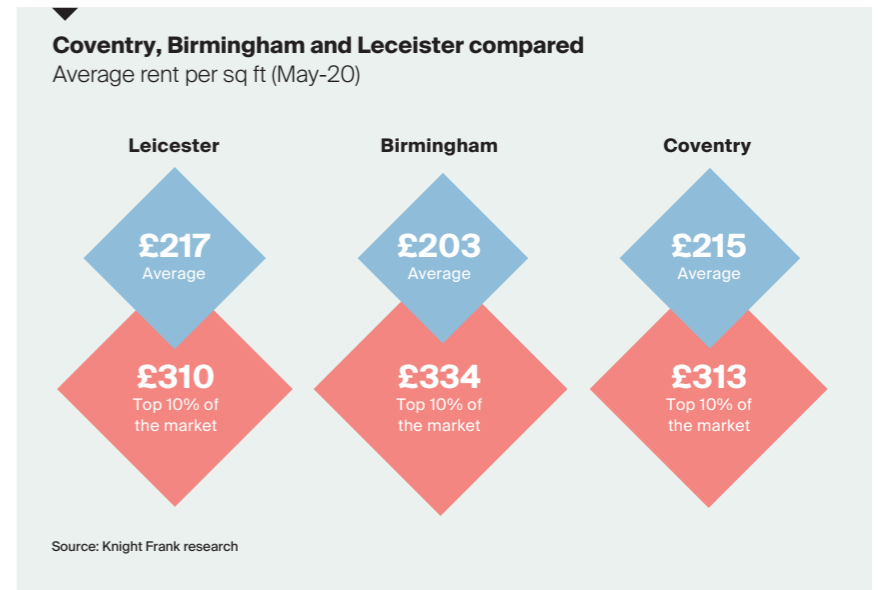 Coventry, Birmingham and Leceister compared
Average rent per sq ft (May-20)
Leicester
£217
Average
£310
Top 10% of
the market
Birmingham
£203
Average
£334
Top 10% of
the market
Coventry
£215
Average
£313
Top 10% of
the market
Source: Knight Frank research